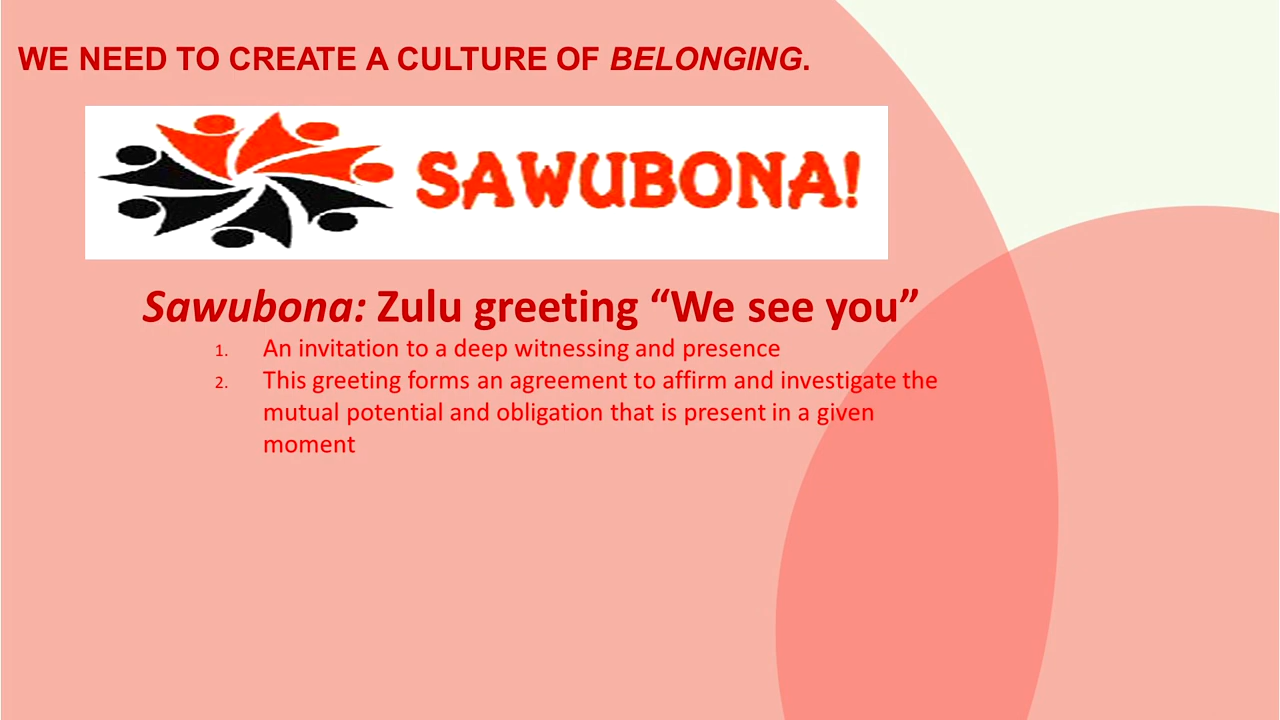 WE NEED TO CREATE A CULTURE OF BELONGING.
SAWUBONA!
Sawubona: Zulu greeting “We see you”
1. An invitation to a deep witnessing and presence
2. This greeting forms an agreement to affirm and investigate the
mutual potential and obligation that is present in a given
moment